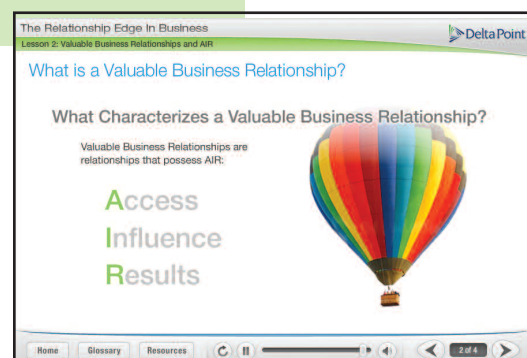 The Relationship Edge In Business
DeltaPoint
Lesson 2: Valuable Business Relationships and AIR
What is a Valuable Business Relationship?
What Characterizes a Valuable Business Relationship?
Valuable Business Relationships are
relationships that possess AIR:
Access
Influence
Results
Home Glossary Resources 2 of 4